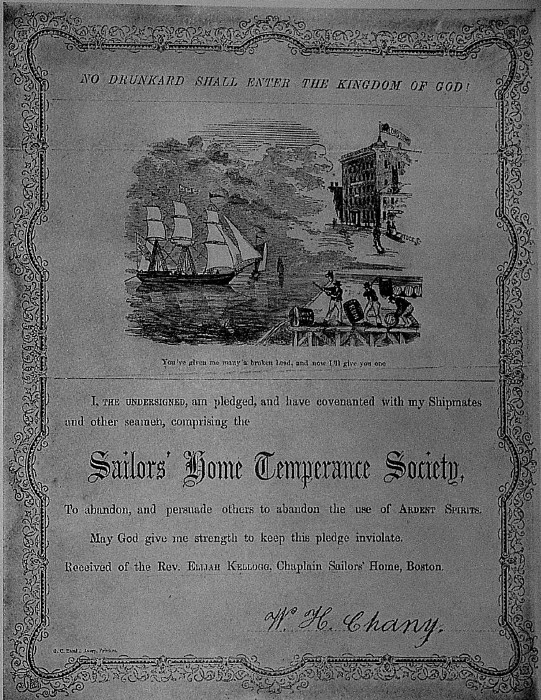 NO DRUNKARD SHALL ENTER THE KINGDOM OF GOD!
You've given me many a broken head, and now I'll give you one
I, THE UNDERSIGNED, am pledged, and have covenanted with my Shipmates
and other seamen, comprising the
Sailors' Home Temperance Society,
To abandon, and persuade others to abandon the use of ARDENT SPIRITS.
May God give me strength to keep this pledge inviolate.
Received of the Rev. ELIJAH KELLOGG, Chaplain Sailors' Home, Boston.
Wm H. Chany.